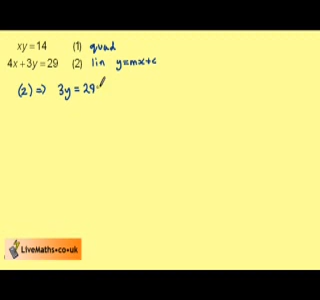 xy = 14 (1) quad
4x + 3y = 29 (2) lin y=mx+c
(2) => 3y = 29-
LiveMaths.co.uk